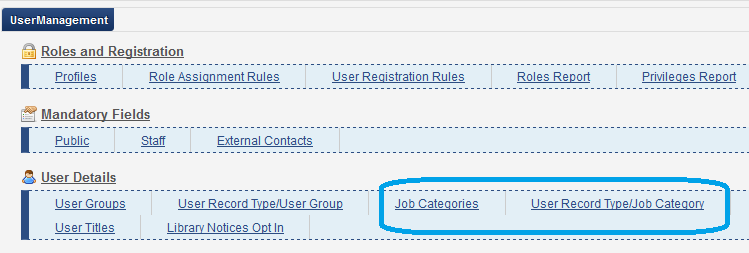 UserManagement
Roles and Registration
Profiles Role Assignment Rules User Registration Rules Roles Report Privileges Report
Mandatory Fields
Public Staff External Contacts
User Details
User Groups User Record Type/User Group Job Categories User Record Type/Job Category
User Titles Library Notices Opt In